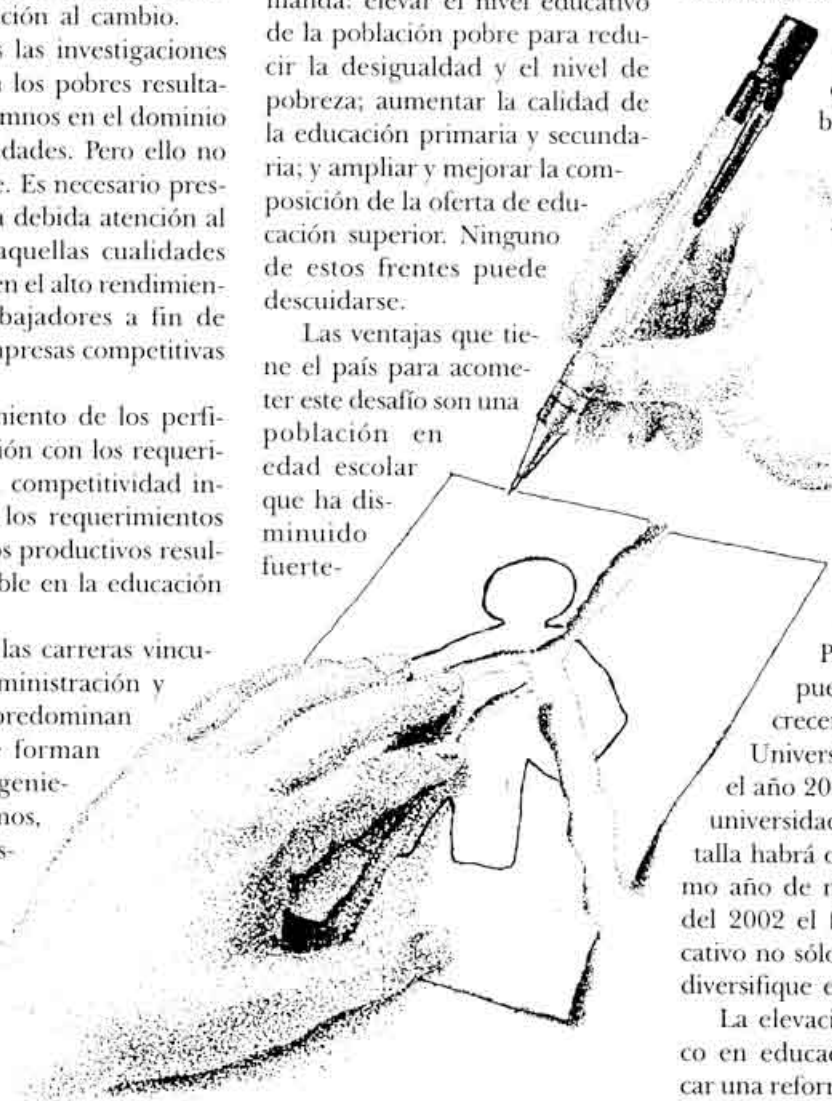 ción al cambio.
las investigaciones
los pobres resulta-
mnos en el dominio
dades. Pero ello no
Es necesario pres-
debida atención al
aquellas cualidades
en el alto rendimien-
bajadores a fin de
mpresas competitivas
miento de los perfi-
ión con los requeri-
competitividad in-
los requerimientos
os productivos resul-
ble en la educación
las carreras vincu-
ministración y
predominan
forman
genie-
nos,
s-
manda: elevar el nivel educativo
de la población pobre para redu-
cir la desigualdad y el nivel de
pobreza; aumentar la calidad de
la educación primaria y secunda-
ria; y ampliar y mejorar la com-
posición de la oferta de edu-
cación superior. Ninguno
de estos frentes puede
descuidarse.
Las ventajas que tie-
ne el país para acome-
ter este desafío son una
población en
edad escolar
que ha dis-
minuido
fuerte-
b
P
pue
crecer
Univers
el año 20
universidad
talla habrá
mo año de
del 2002 el
cativo no sólo
diversifique e
La elevaci
co en educa
car una refor